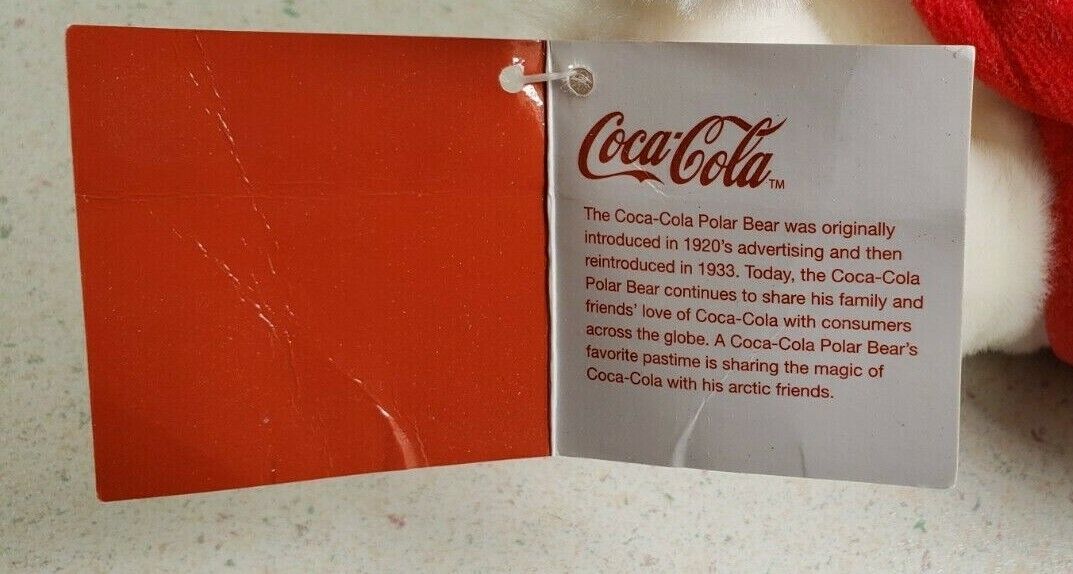 Coca-Cola™
The Coca-Cola Polar Bear was originally
introduced in 1920's advertising and then
reintroduced in 1933. Today, the Coca-Cola
Polar Bear continues to share his family and
friends' love of Coca-Cola with consumers
across the globe. A Coca-Cola Polar Bear's
favorite pastime is sharing the magic of
Coca-Cola with his arctic friends.